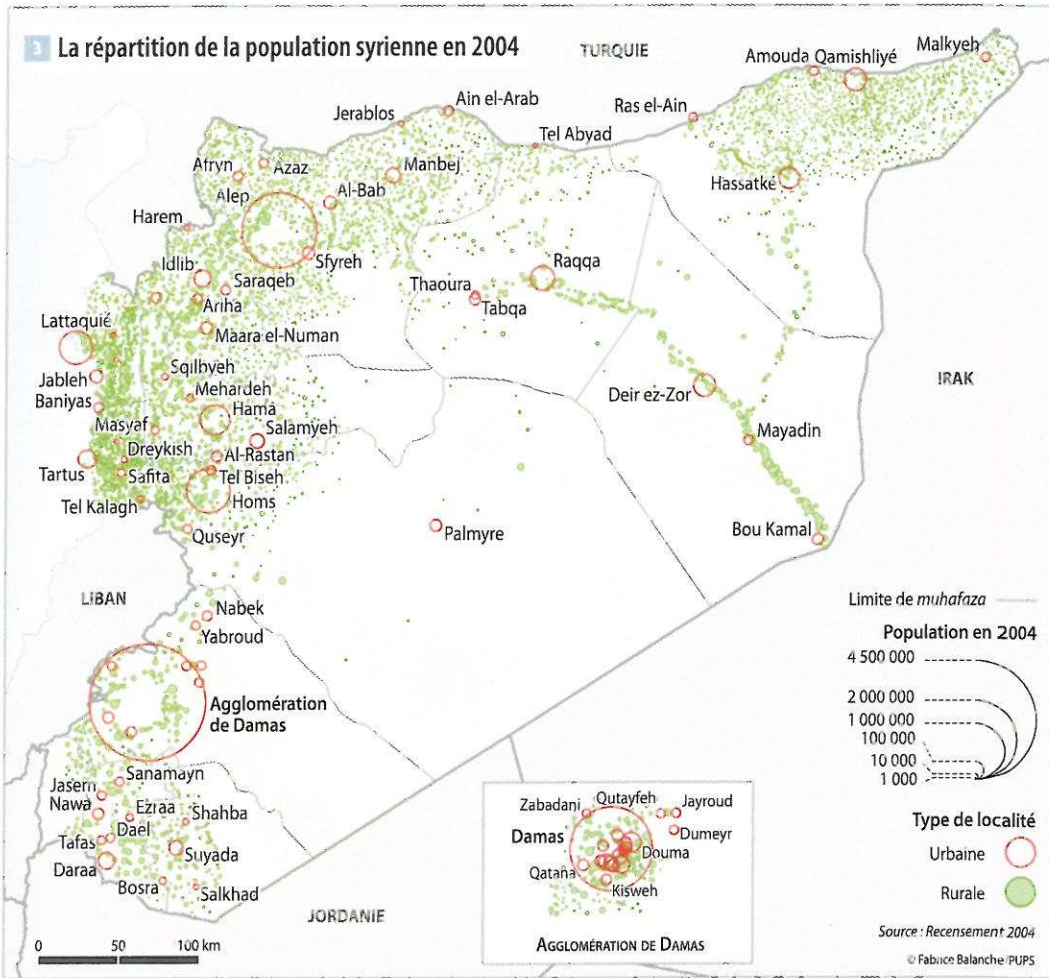 3 La répartition de la population syrienne en 2004
TURQUIE
Malkyeh
Amouda Qamishliyé
Ain el-Arab
Jerablos
Ras el-Ain
Tel Abyad
Afryn
Azaz
Manbej
Al-Bab
Hassatké
Alep
Harem
Sfyreh
Idlib
Raqqa
Saraqeb
Thaoura
Ariha
Tabqa
Lattaquié
Maara el-Numan
Sqilbyeh
Jableh
Mehardeh
Baniyas
Hama
Deir ez-Zor
IRAK
Masyaf
Salamyeh
Mayadin
Dreykish
Al-Rastan
Tartus
Safita
Tel Biseh
Tel Kalagh
Homs
Quseyr
Palmyre
Bou Kamal
LIBAN
Nabek
Yabroud
Agglomération
de Damas
Sanamayn
Jasem
Nawa
Ezraa
Shahba
Dael
Tafas
Suyada
Daraa
Bosra
Salkhad
JORDANIE
0 50 100 km
Zabadani
Qutayfeh
Jayroud
Damas
Dumeyr
Douma
Qatana
Kisweh
AGGLOMÉRATION DE DAMAS
Limite de muhafaza
Population en 2004
4 500 000
2 000 000
1 000 000
100 000
10 000
1 000
Type de localité
Urbaine
Rurale
Source : Recensement 2004
© Fabrice Balanche/PUPS